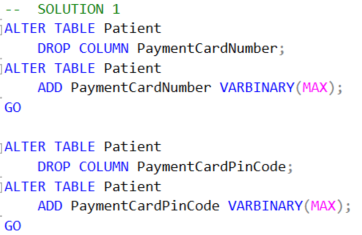 -- SOLUTION 1
ALTER TABLE Patient
DROP COLUMN PaymentCardNumber;
ALTER TABLE Patient
ADD PaymentCardNumber VARBINARY(MAX);
GO
ALTER TABLE Patient
DROP COLUMN PaymentCardPinCode;
ALTER TABLE Patient
ADD PaymentCardPinCode VARBINARY(MAX);
GO